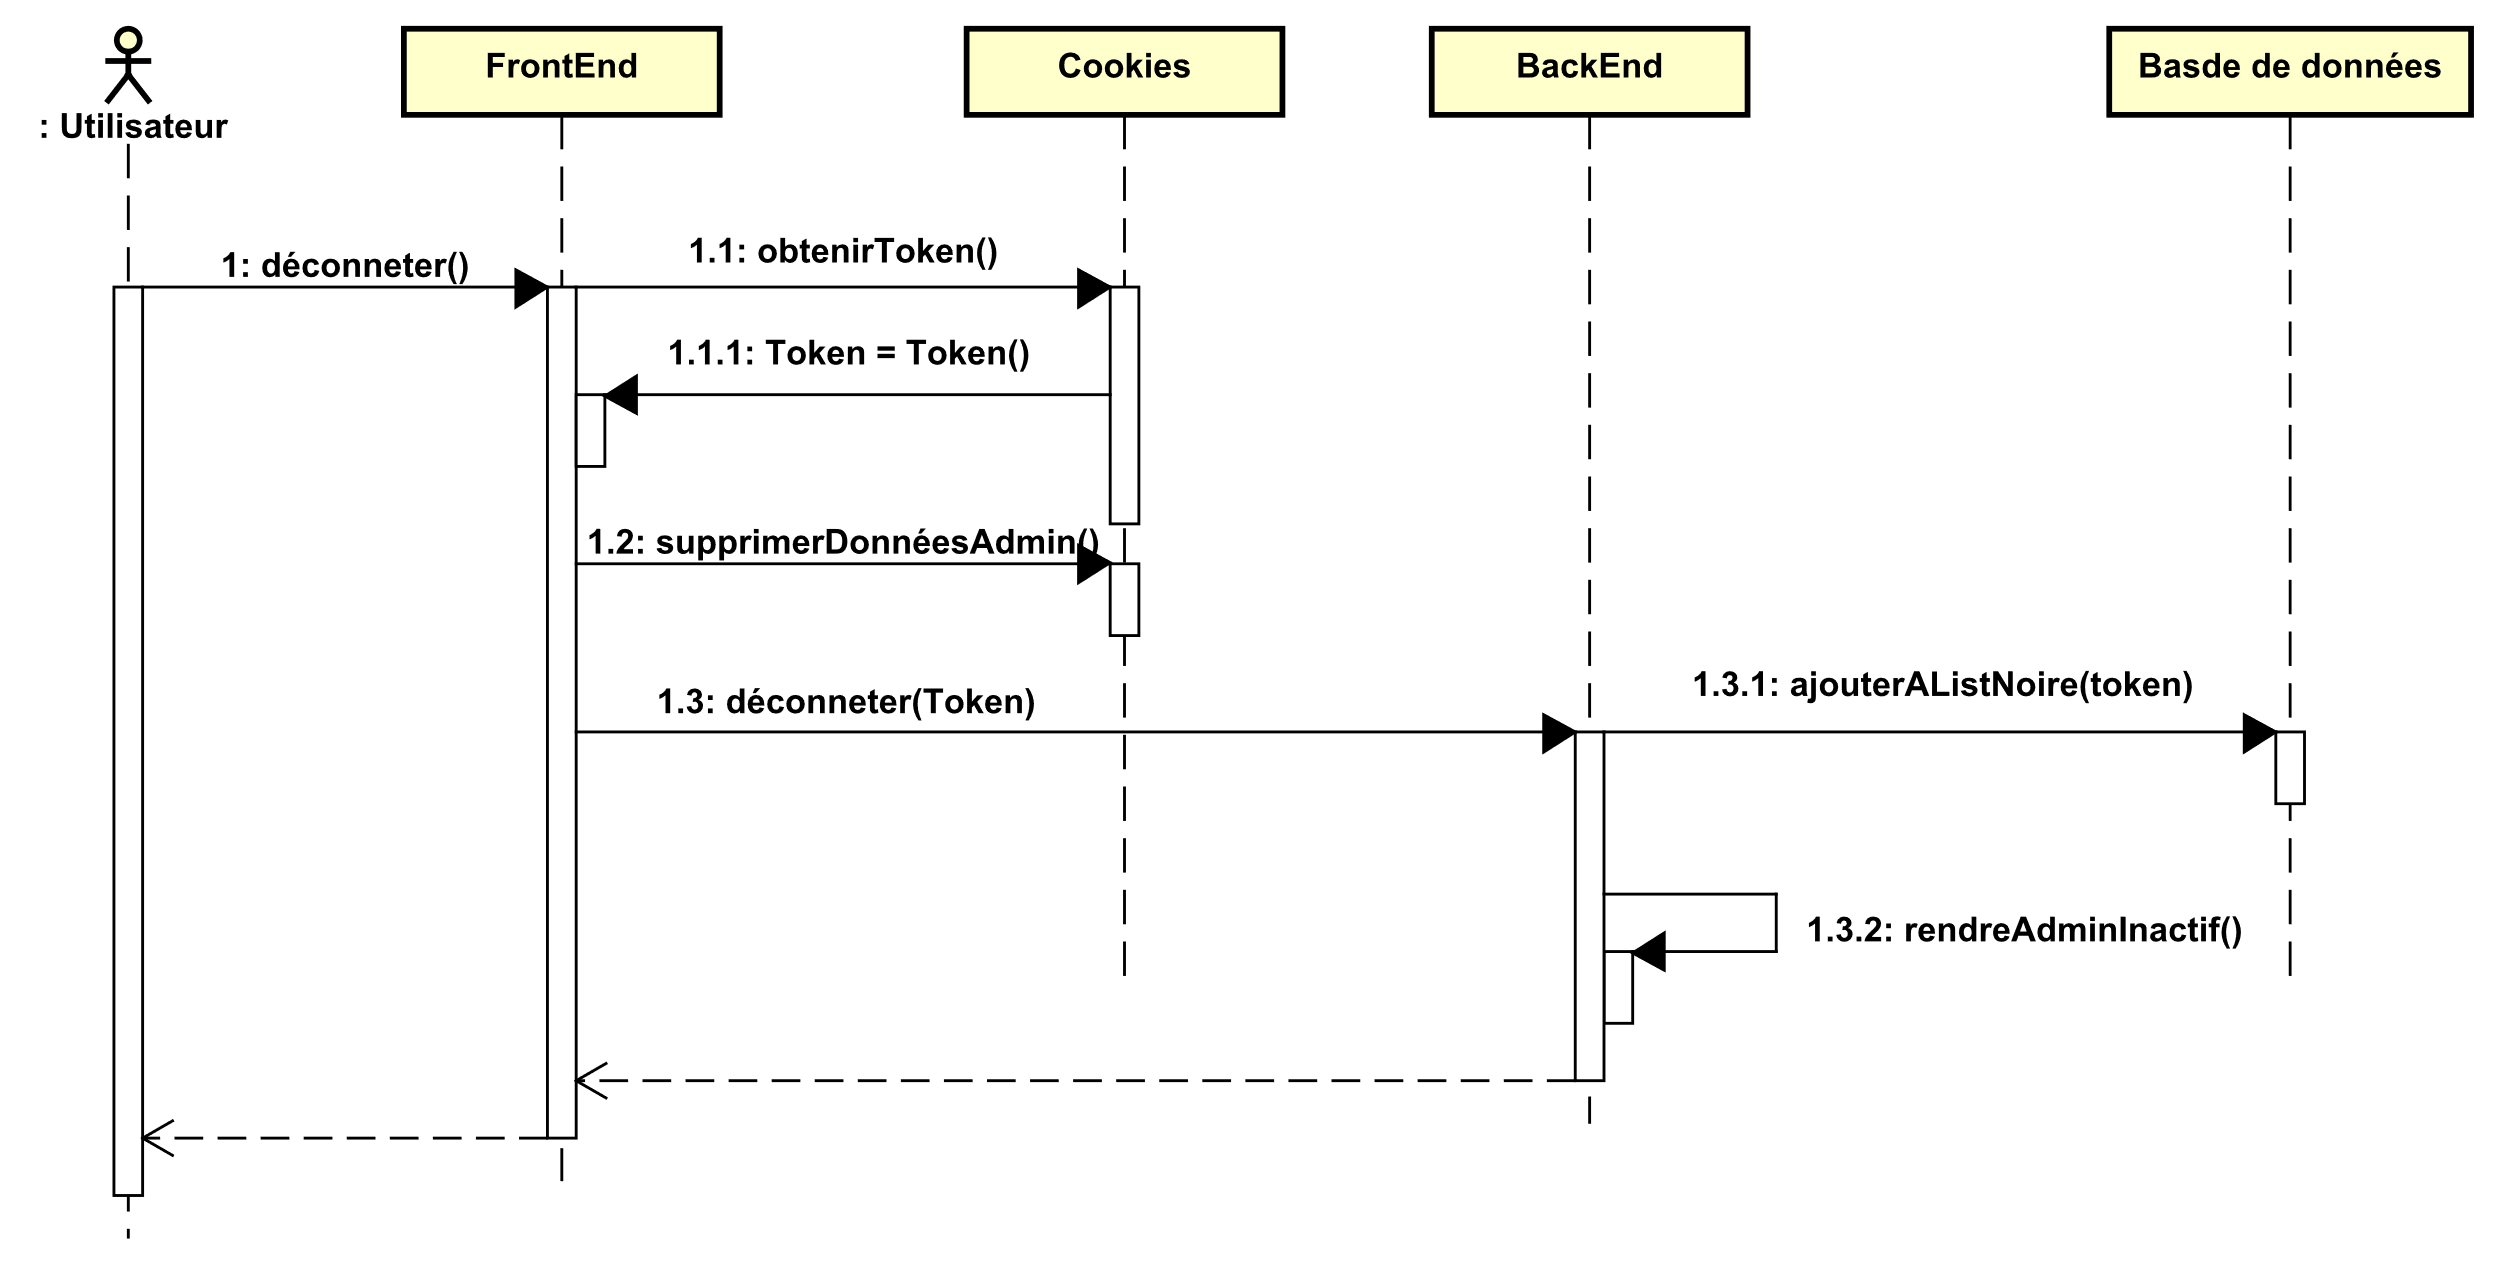 FrontEnd
Cookies
BackEnd
Basde de données
: Utilisateur
1: déconneter()
1.1: obtenirToken()
1.1.1: Token = Token()
1.2: supprimerDonnéesAdmin()
1.3: déconneter(Token)
1.3.1: ajouterAListNoire(token)
1.3.2: rendreAdminInactif()